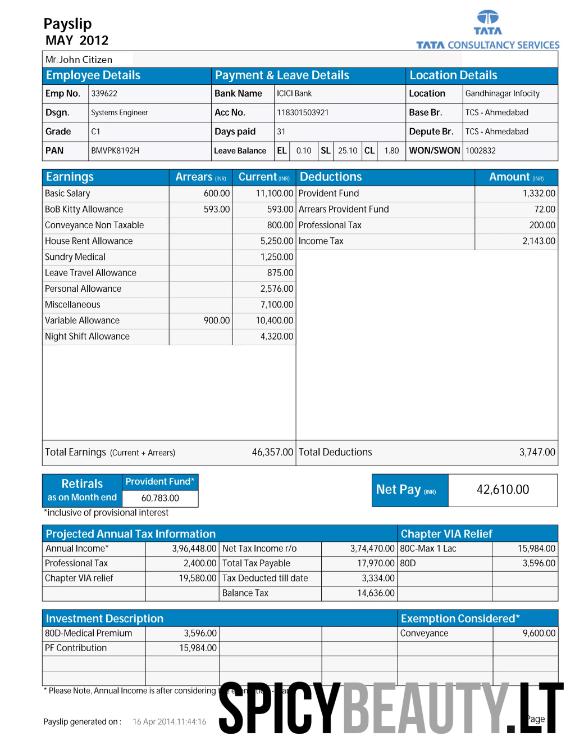 Payslip
MAY 2012
TATA
TATA CONSULTANCY SERVICES
Mr.John Citizen
Employee Details Payment & Leave Details Location Details
Emp No. 339622 Bank Name ICICI Bank Location Gandhinagar Infocity
Dsgn. Systems Engineer Acc No. 118301503921 Base Br. TCS - Ahmedabad
Grade C1 Days paid 31 Depute Br. TCS - Ahmedabad
PAN BMVPK8192H Leave Balance EL 0.10 SL 25.10 CL 1.80 WON/SWON 1002832
Earnings Arrears (INR) Current (INR) Deductions Amount (INR)
Basic Salary 600.00 11,100.00 Provident Fund 1,332.00
BoB Kitty Allowance 593.00 593.00 Arrears Provident Fund 72.00
Conveyance Non Taxable 800.00 Professional Tax 200.00
House Rent Allowance 5,250.00 Income Tax 2,143.00
Sundry Medical 1,250.00
Leave Travel Allowance 875.00
Personal Allowance 2,576.00
Miscellaneous 7,100.00
Variable Allowance 900.00 10,400.00
Night Shift Allowance 4,320.00
Total Earnings (Current + Arrears) 46,357.00 Total Deductions 3,747.00
Retirals Provident Fund*
as on Month end 60,783.00
Net Pay (INR) 42,610.00
*inclusive of provisional interest
Projected Annual Tax Information Chapter VIA Relief
Annual Income* 3,96,448.00 Net Tax Income r/o 3,74,470.00 80C-Max 1 Lac 15,984.00
Professional Tax 2,400.00 Total Tax Payable 17,970.00 80D 3,596.00
Chapter VIA relief 19,580.00 Tax Deducted till date 3,334.00
Balance Tax 14,636.00
Investment Description Exemption Considered*
80D-Medical Premium 3,596.00 Conveyance 9,600.00
PF Contribution 15,984.00
* Please Note, Annual Income is after considering
SPICYBEAUTY.LT
Payslip generated on : 16 Apr 2014.11:44:16 Page